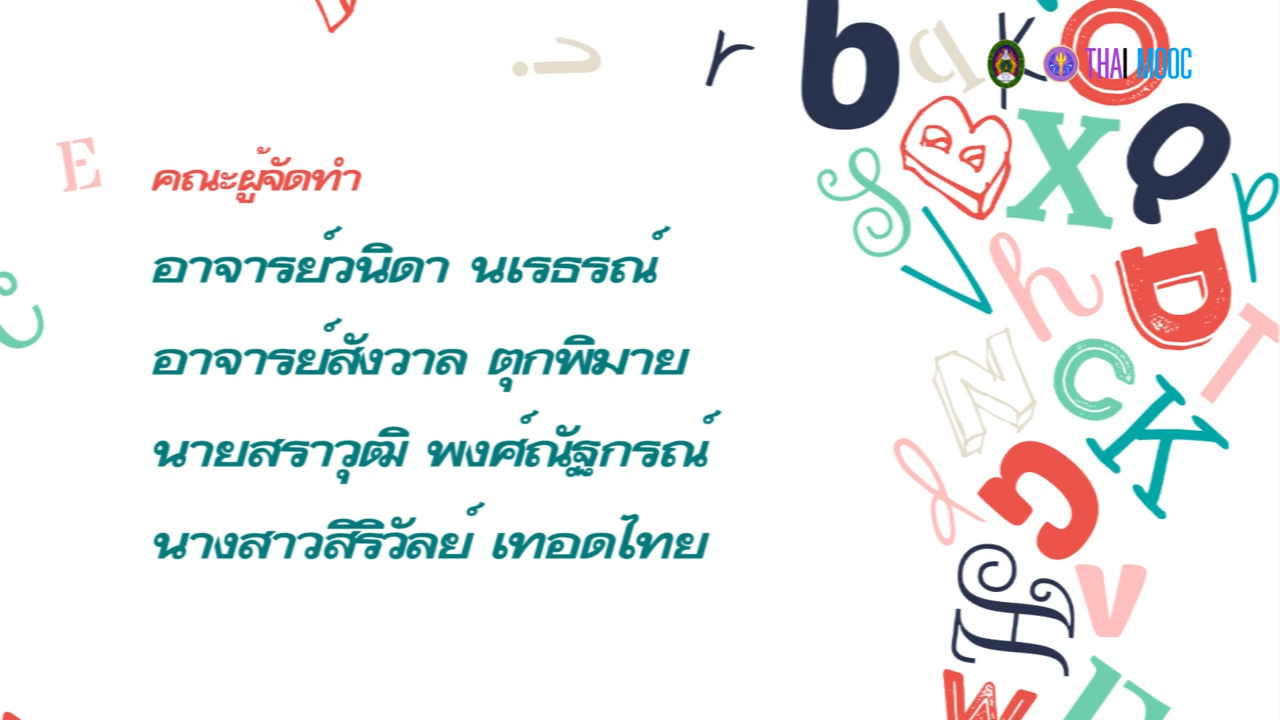 THAI MOOC
คณะผู้จัดทำ
อาจารย์วนิดา นเรธรณ์
อาจารย์สังวาล ตุกพิมาย
นายสราวุฒิ พงศ์ณัฐกรณ์
นางสาวสิริวัลย์ เทอดไทย